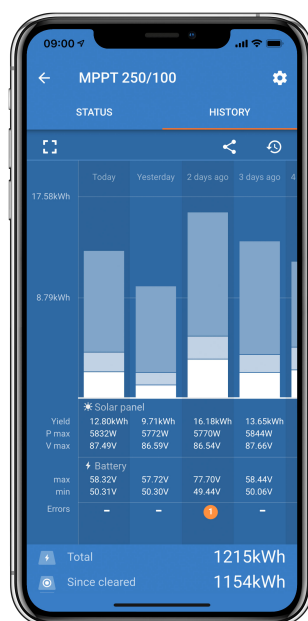 09:00
MPPT 250/100
STATUS
HISTORY
Today Yesterday 2 days ago 3 days ago 4
17.58kWh
8.79kWh
Solar panel
Yield 12.80kWh 9.71kWh 16.18kWh 13.65kWh
P max 5832W 5772W 5770W 5844W
V max 87.49V 86.59V 86.54V 87.66V
Battery
max 58.32V 57.72V 77.70V 58.44V
min 50.31V 50.30V 49.44V 50.06V
Errors – – 1 –
Total 1215kWh
Since cleared 1154kWh